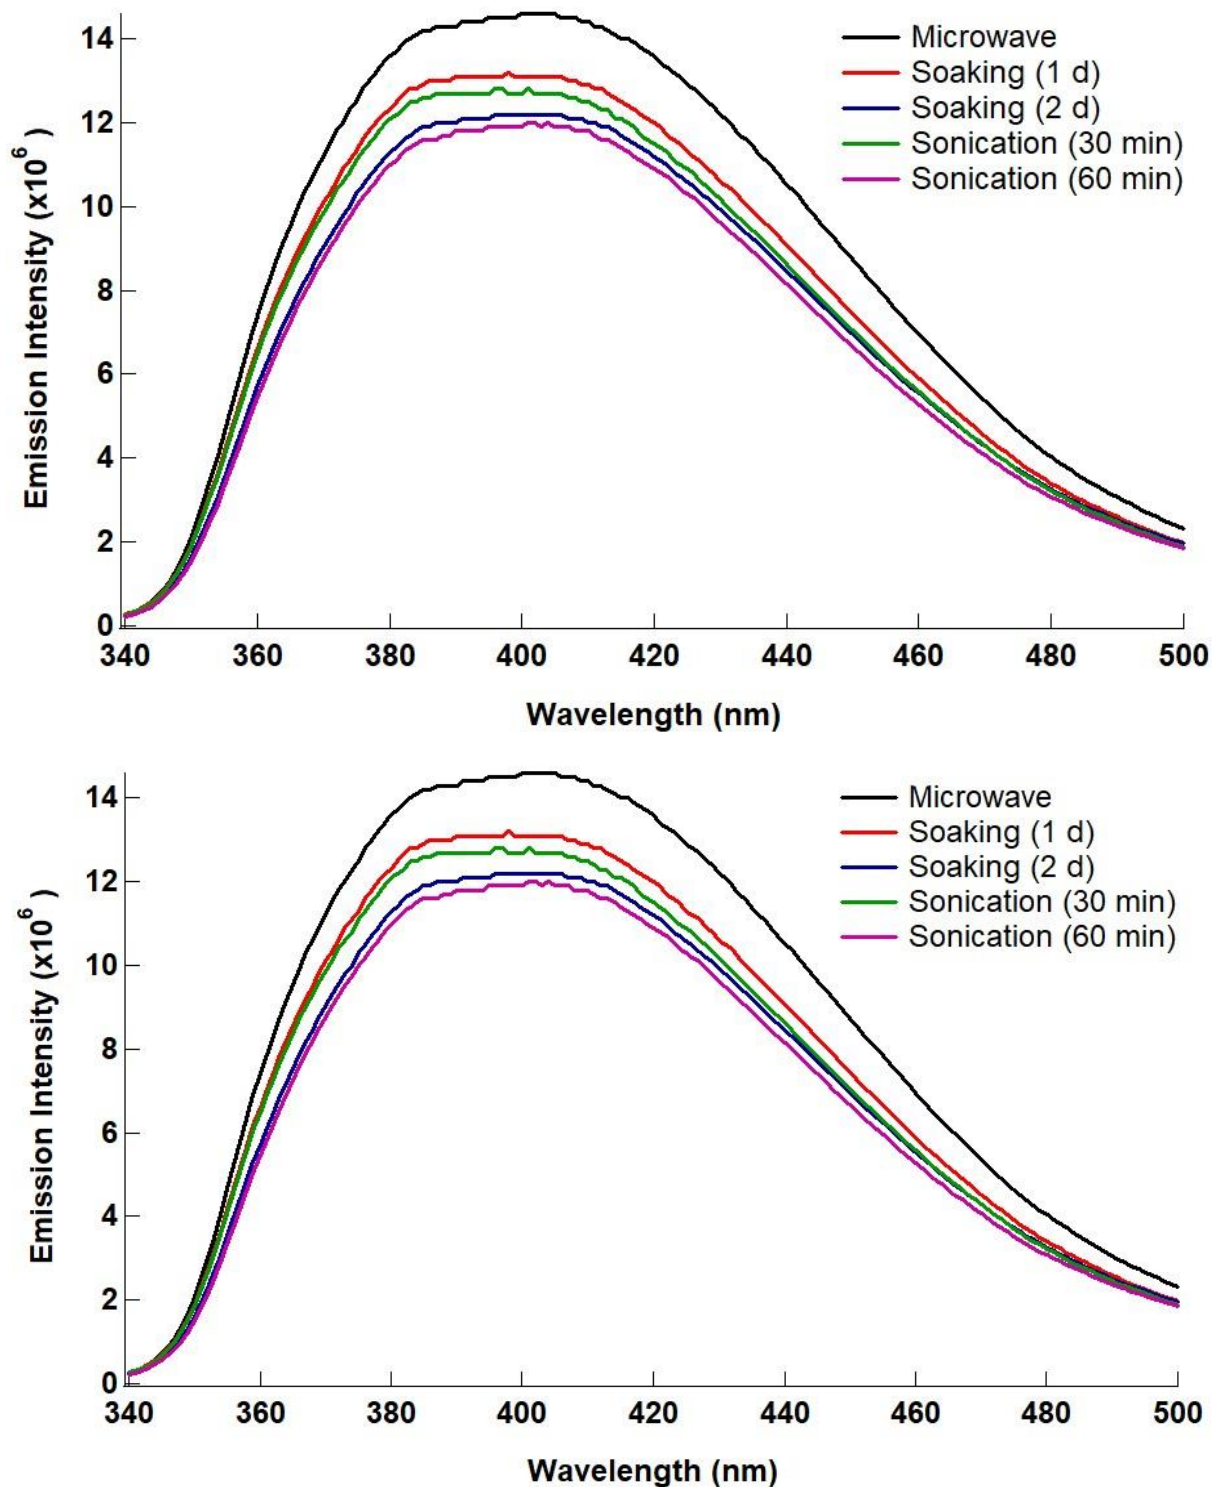 Emission Intensity (x10^6)
14
12
10
8
6
4
2
0
Microwave
Soaking (1 d)
Soaking (2 d)
Sonication (30 min)
Sonication (60 min)
340 360 380 400 420 440 460 480 500
Wavelength (nm)
Emission Intensity (x10^6)
14
12
10
8
6
4
2
0
Microwave
Soaking (1 d)
Soaking (2 d)
Sonication (30 min)
Sonication (60 min)
340 360 380 400 420 440 460 480 500
Wavelength (nm)